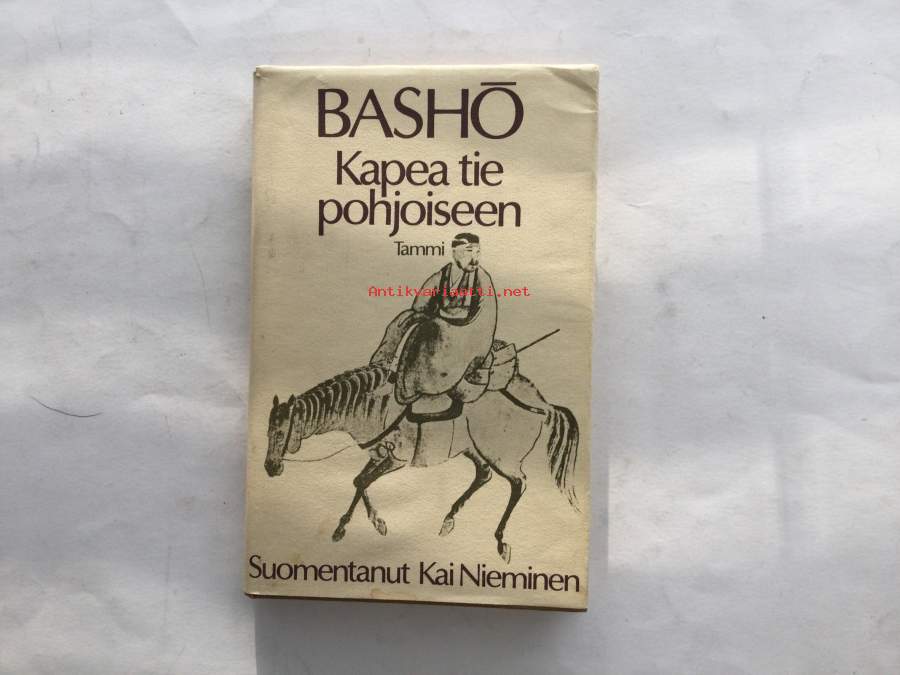 BASHŌ
Kapea tie
pohjoiseen
Tammi
Antikvariaatti.net
Suomentanut Kai Nieminen